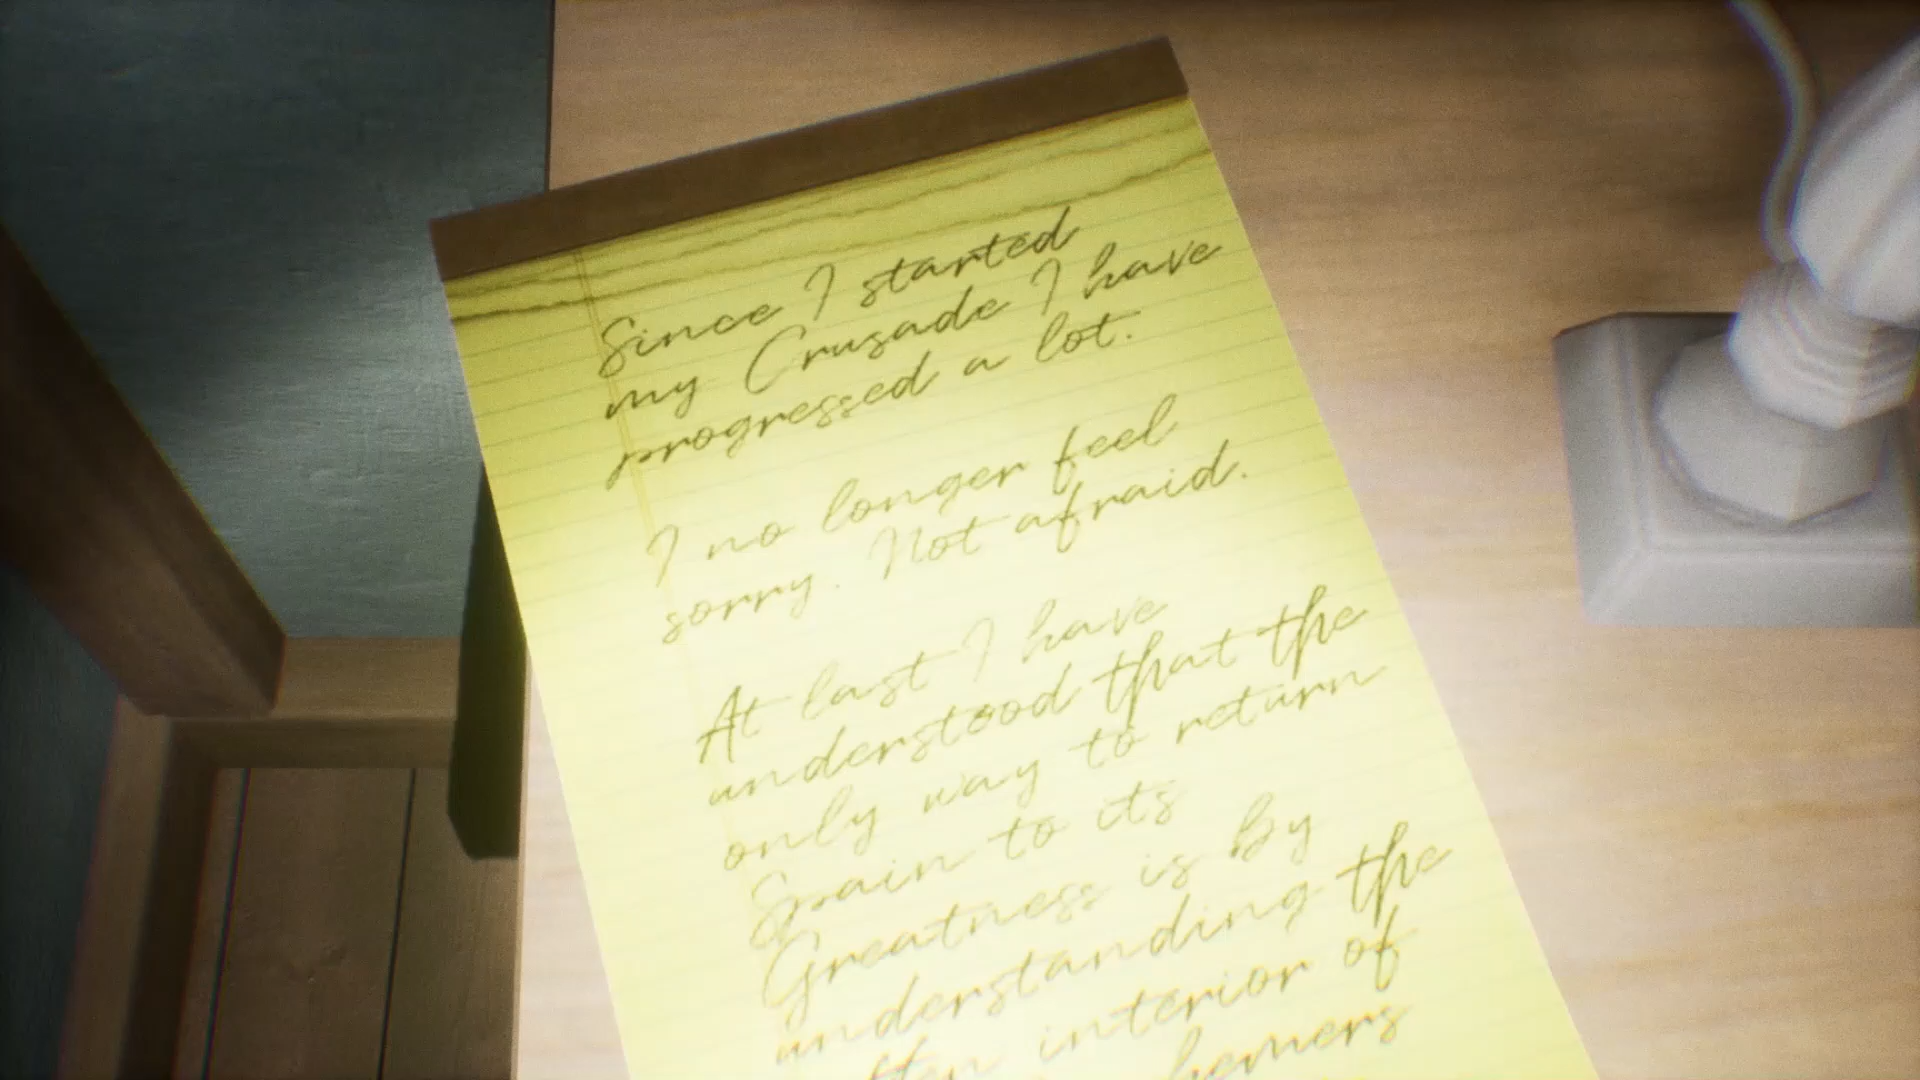 Since I started
my Crusade I have
progressed a lot.
I no longer feel
sorry. Not afraid.
At last I have
understood that the
only way to return
Spain to its
Greatness is by
understanding the
interior of